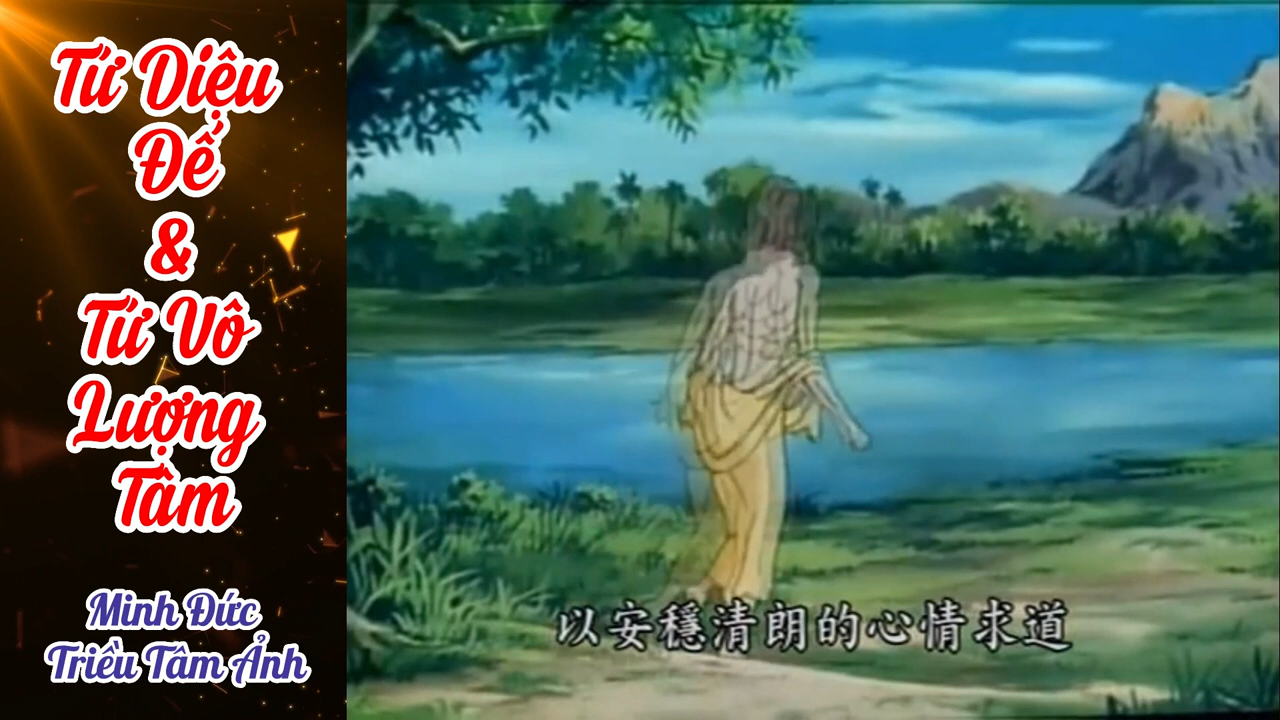 Tứ Diệu
Đế
&
Tứ Vô
Lượng
Tâm
Minh Đức
Triều Tâm Ảnh
以安穩清朗的心情求道